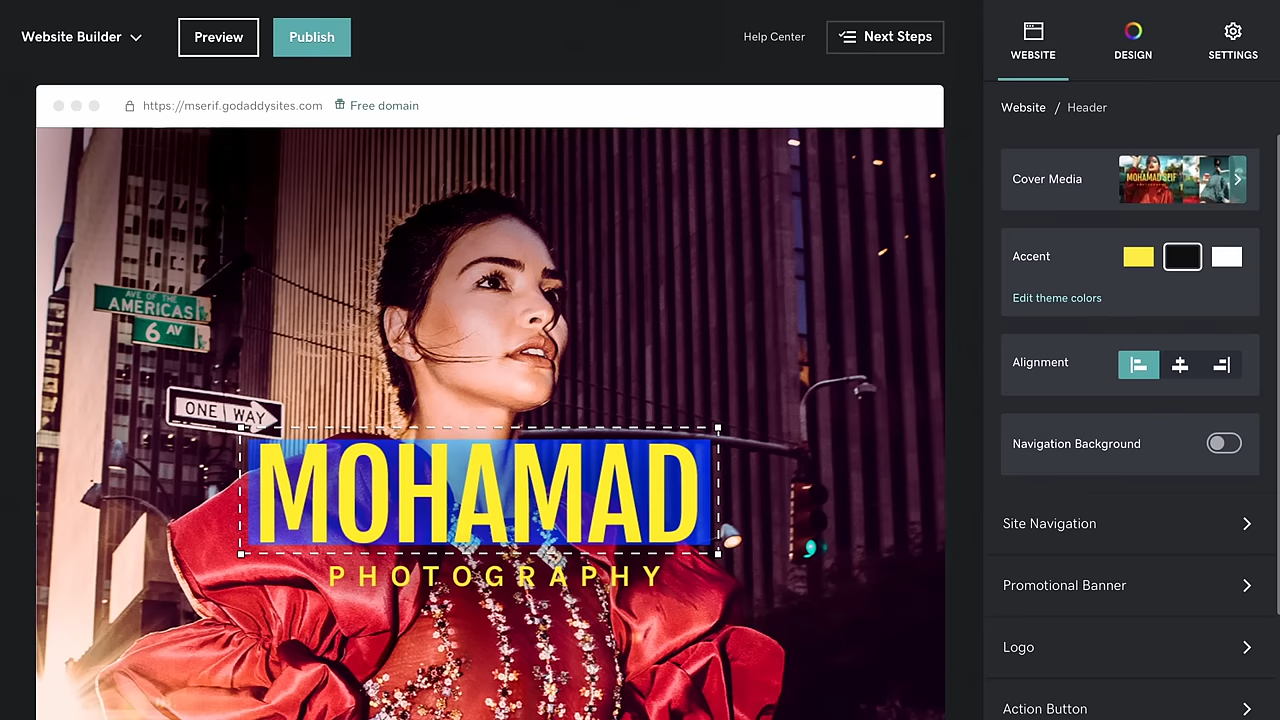 Website Builder
Preview
Publish
Help Center
Next Steps
WEBSITE
DESIGN
SETTINGS
https://mserif.godaddysites.com
Free domain
Website / Header
Cover Media
MOHAMAD SEIF
Accent
Edit theme colors
Alignment
Navigation Background
Site Navigation
Promotional Banner
Logo
Action Button
AVE OF THE
AMERICAS
6 AV
ONE WAY
MOHAMAD
PHOTOGRAPHY